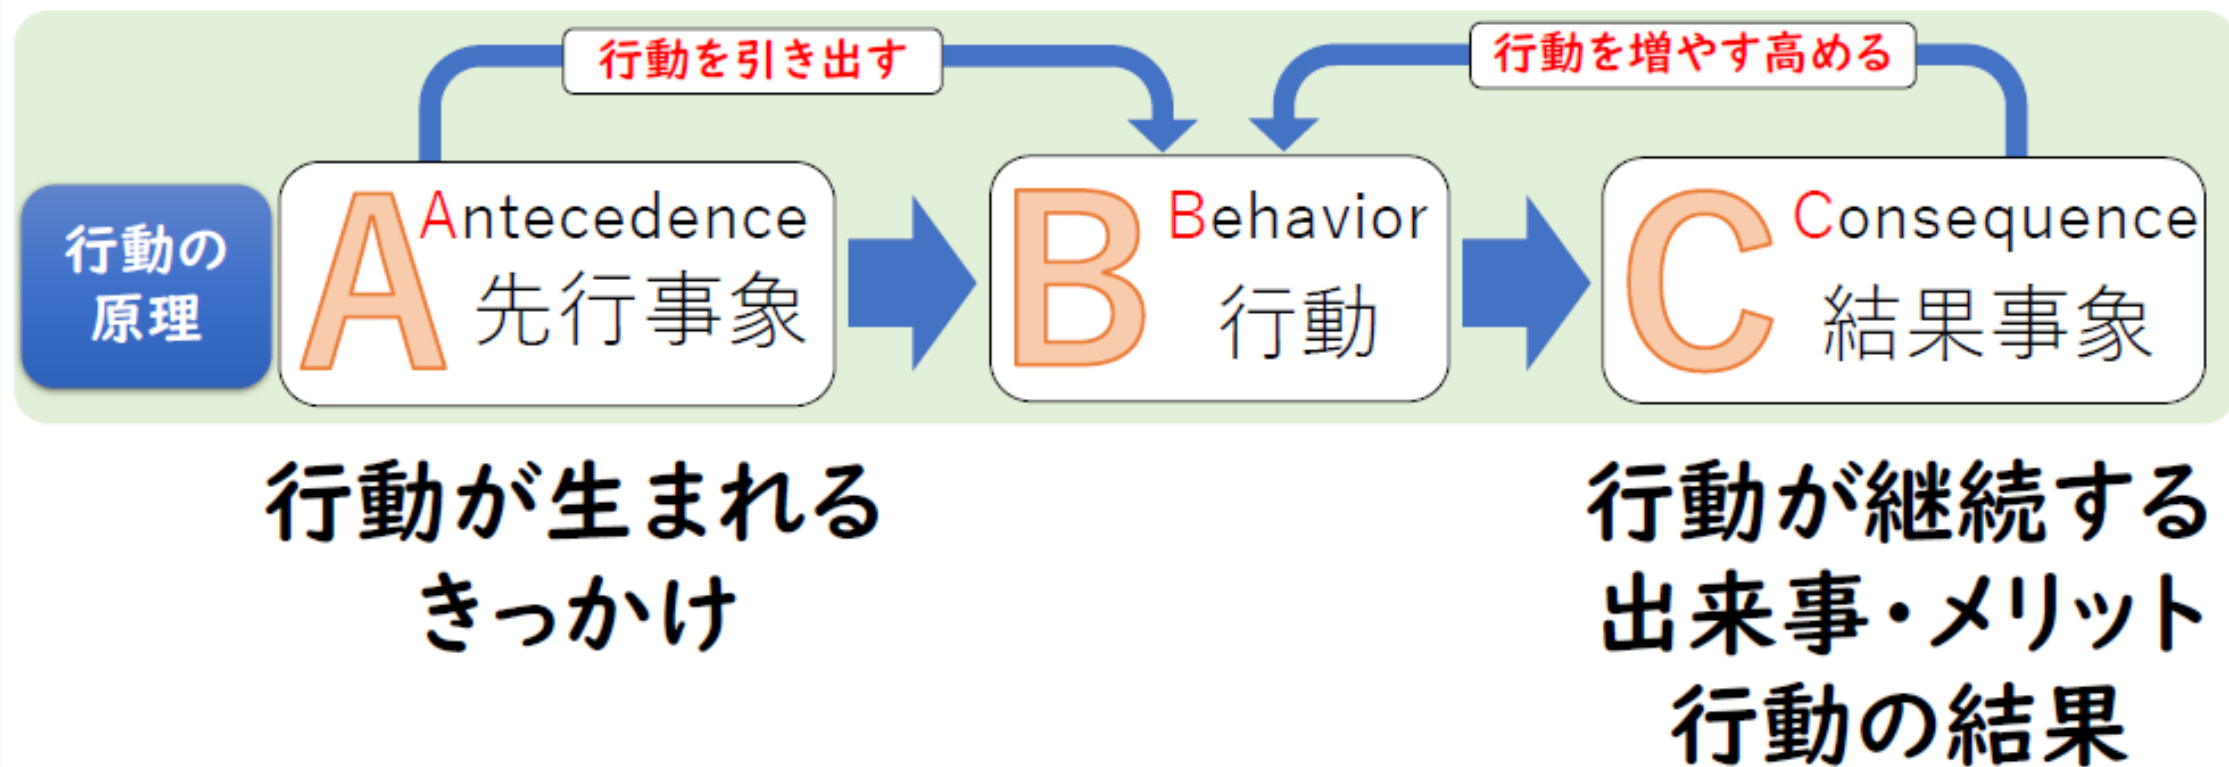 行動を引き出す
行動を増やす高める
行動の
原理
A
Antecedence
先行事象
B
Behavior
行動
C
Consequence
結果事象
行動が生まれる
きっかけ
行動が継続する
出来事・メリット
行動の結果